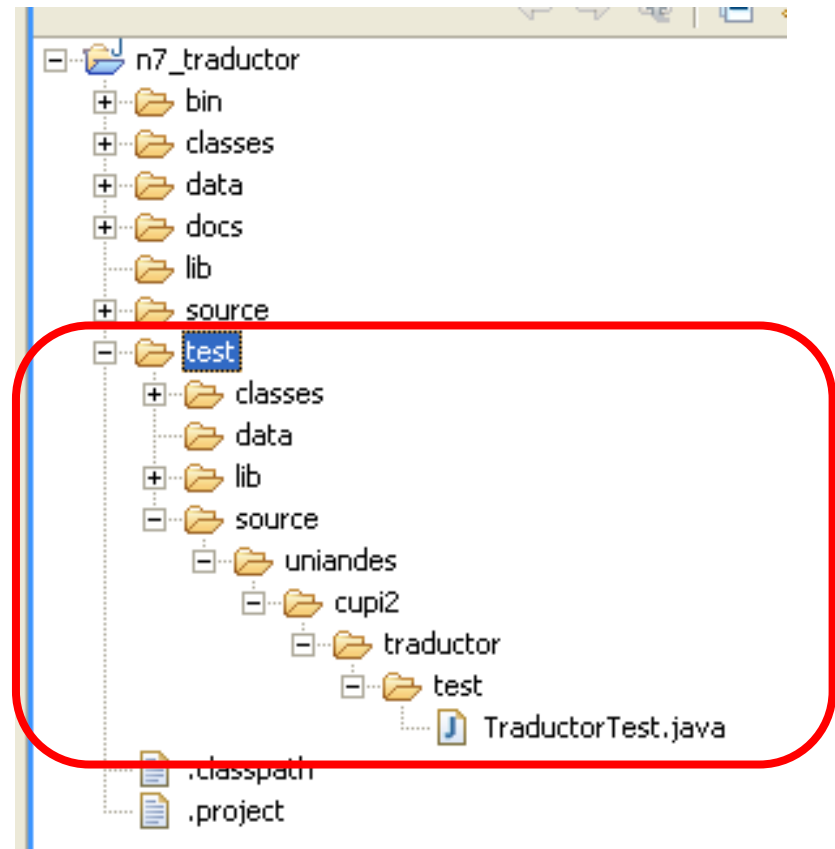 n7_traductor
bin
classes
data
docs
lib
source
test
classes
data
lib
source
uniandes
cupi2
traductor
test
TraductorTest.java
.classpath
.project